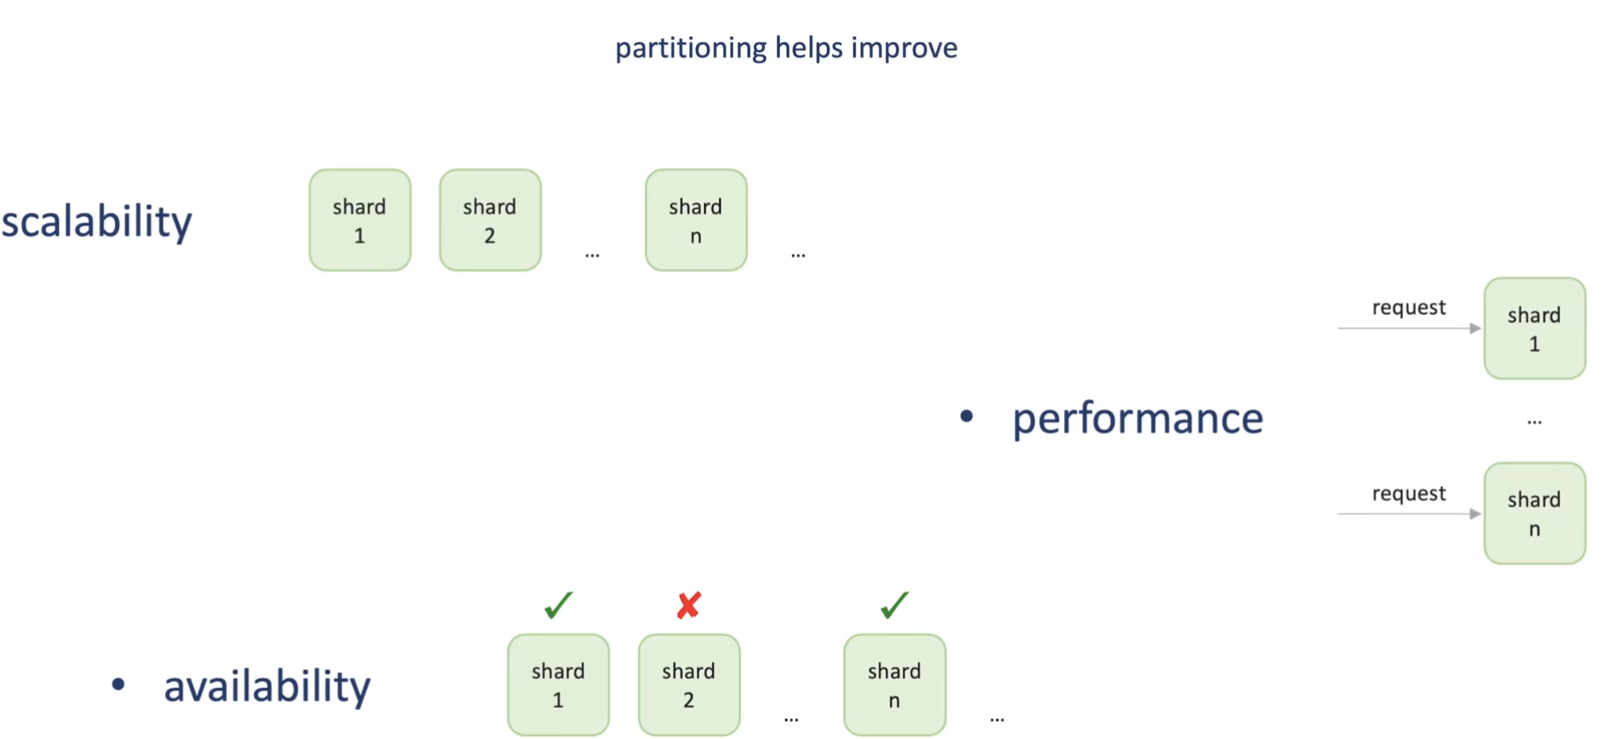 partitioning helps improve
scalability
shard
1
shard
2
...
shard
n
...
• performance
request
shard
1
...
request
shard
n
• availability
✓
shard
1
✘
shard
2
...
✓
shard
n
...